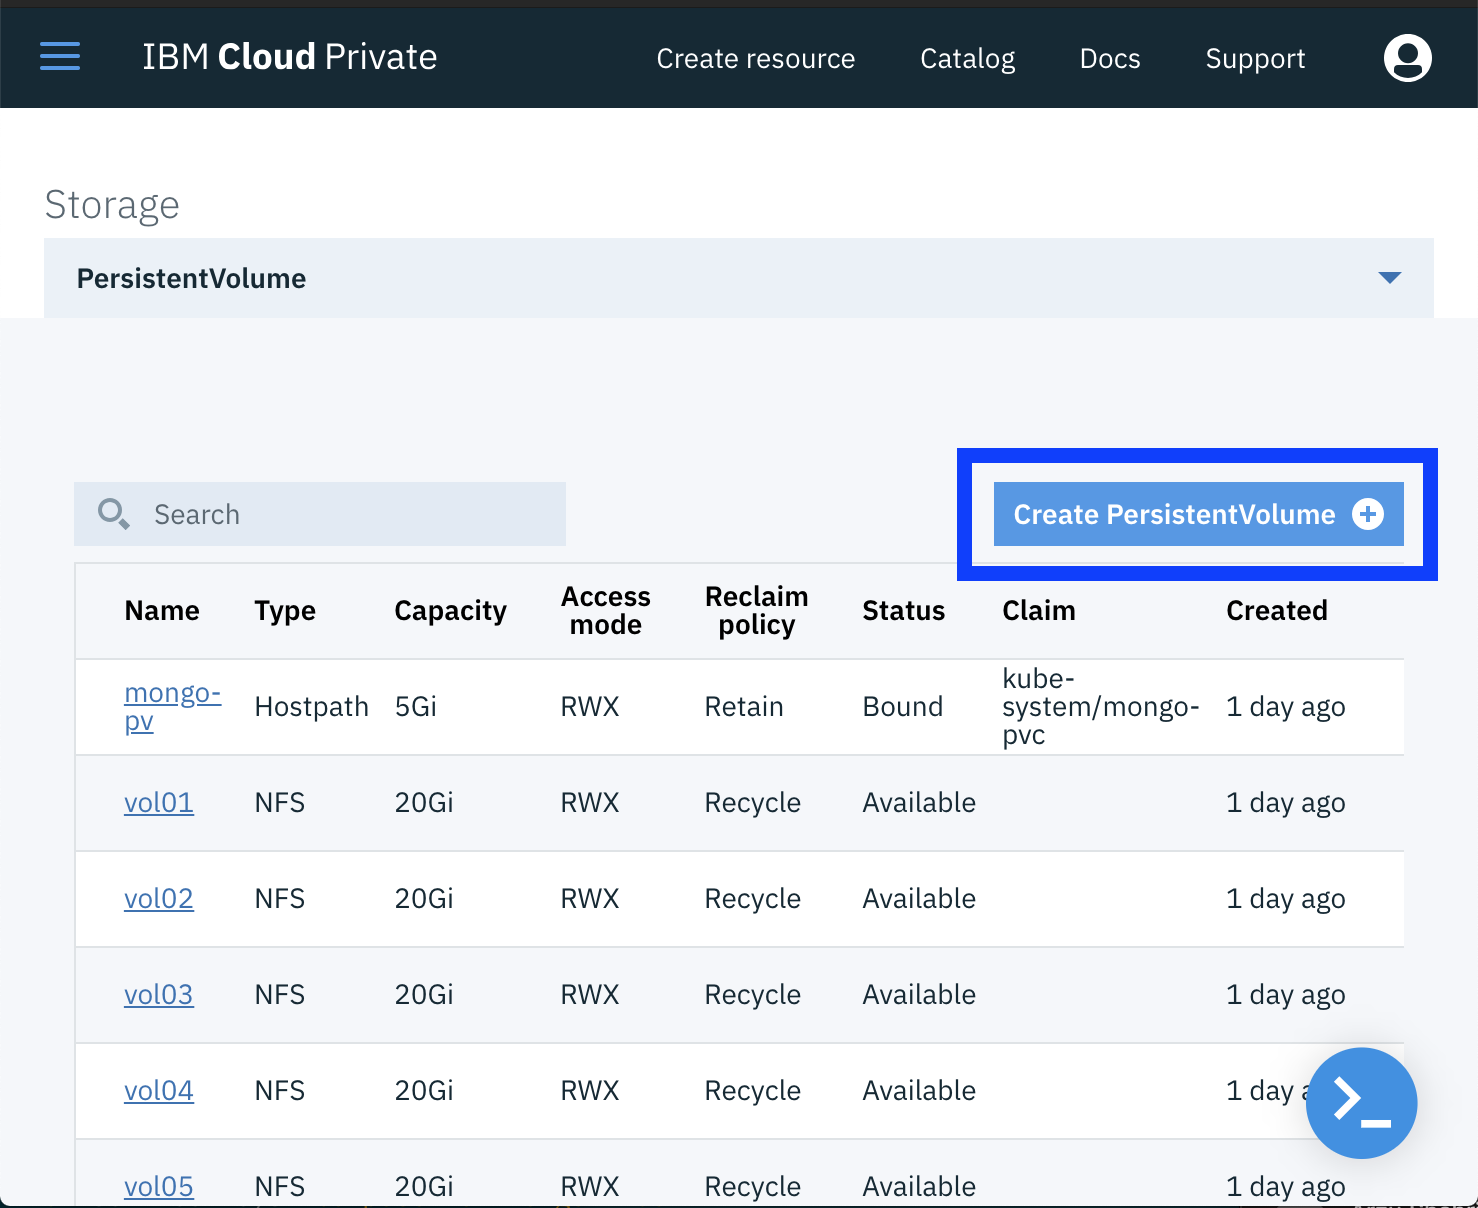 IBM Cloud Private Create resource Catalog Docs Support
Storage
PersistentVolume
Search Create PersistentVolume
Name Type Capacity Access mode Reclaim policy Status Claim Created
mongo-pv Hostpath 5Gi RWX Retain Bound kube-system/mongo-pvc 1 day ago
vol01 NFS 20Gi RWX Recycle Available 1 day ago
vol02 NFS 20Gi RWX Recycle Available 1 day ago
vol03 NFS 20Gi RWX Recycle Available 1 day ago
vol04 NFS 20Gi RWX Recycle Available 1 day
vol05 NFS 20Gi RWX Recycle Available 1 day ago